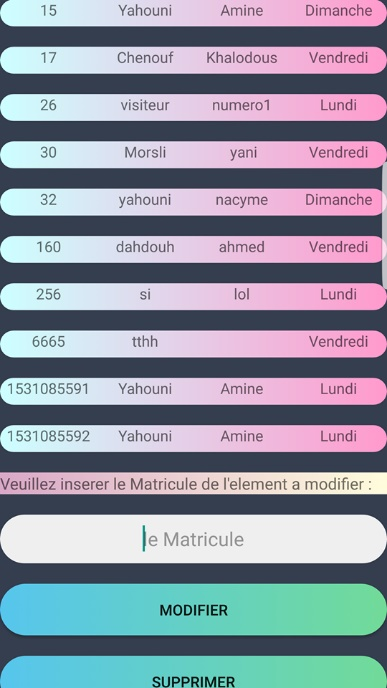 15 Yahouni Amine Dimanche
17 Chenouf Khalodous Vendredi
26 visiteur numero1 Lundi
30 Morsli yani Vendredi
32 yahouni nacyme Dimanche
160 dahdouh ahmed Vendredi
256 si lol Lundi
6665 tthh Vendredi
1531085591 Yahouni Amine Lundi
1531085592 Yahouni Amine Lundi
Veuillez inserer le Matricule de l'element a modifier :
le Matricule
MODIFIER
SUPPRIMER